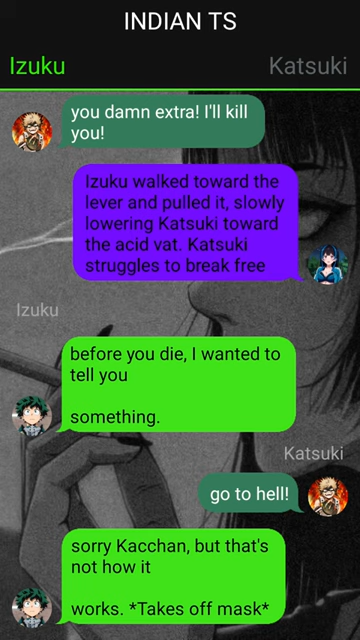 INDIAN TS
Izuku Katsuki
you damn extra! I'll kill
you!
Izuku walked toward the
lever and pulled it, slowly
lowering Katsuki toward
the acid vat. Katsuki
struggles to break free
Izuku
before you die, I wanted to
tell you
something.
Katsuki
go to hell!
sorry Kacchan, but that's
not how it
works. *Takes off mask*